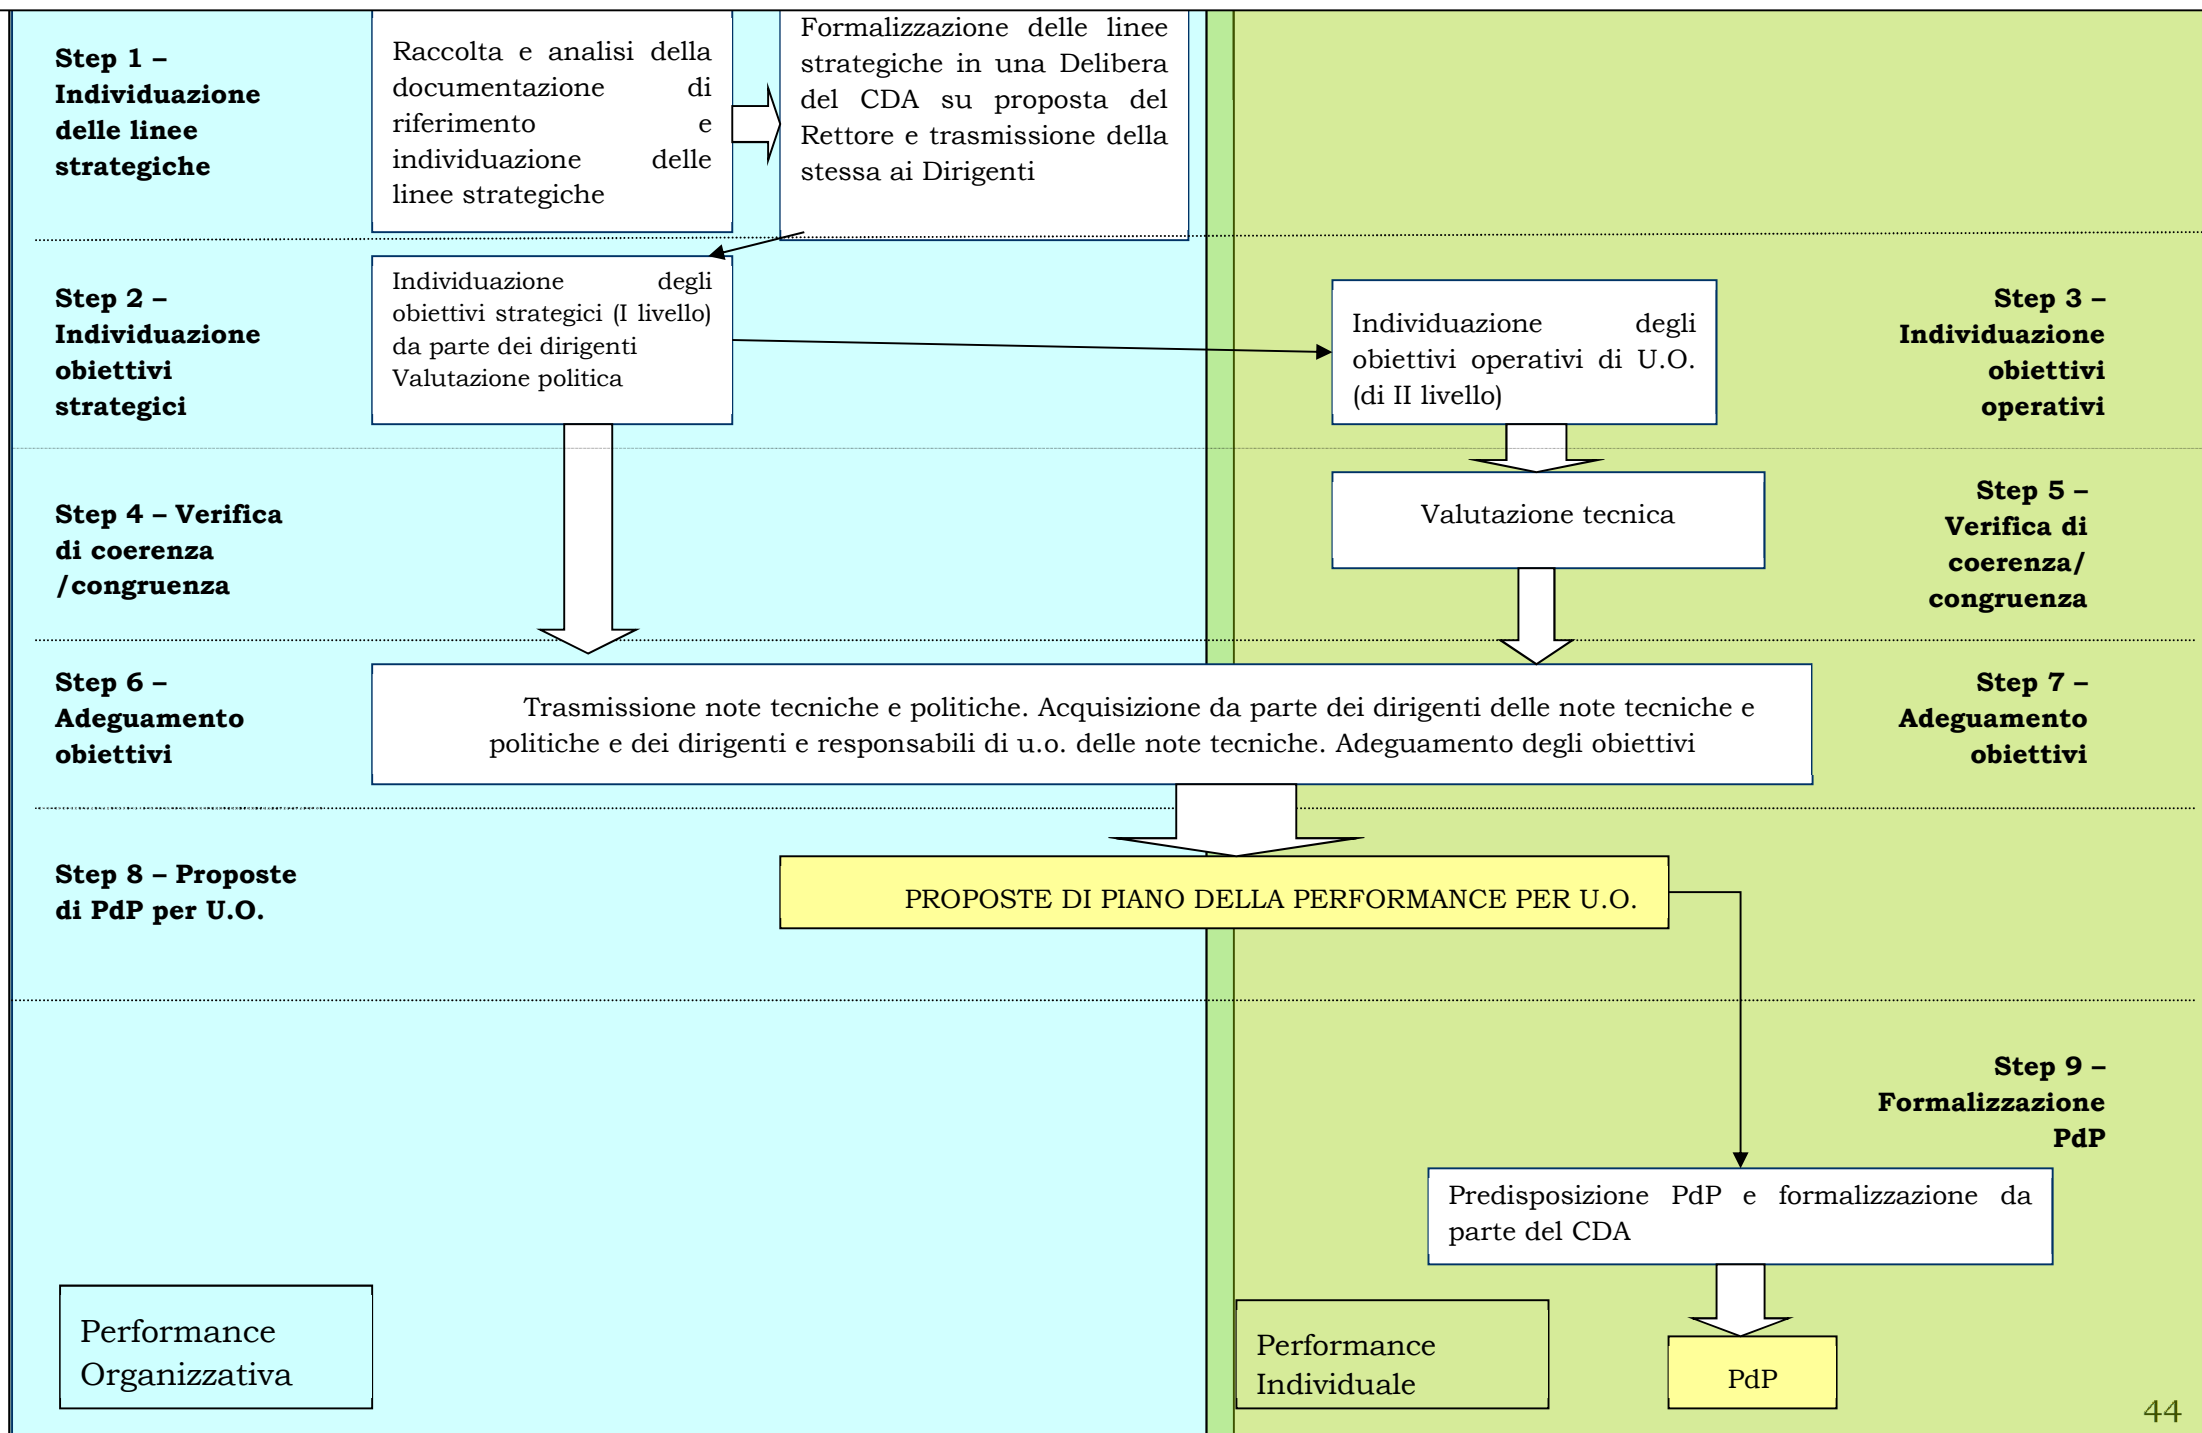 Step 1 –
Individuazione
delle linee
strategiche
Raccolta e analisi della
documentazione di
riferimento e
individuazione delle
linee strategiche
Formalizzazione delle linee
strategiche in una Delibera
del CDA su proposta del
Rettore e trasmissione della
stessa ai Dirigenti
Step 2 –
Individuazione
obiettivi
strategici
Individuazione degli
obiettivi strategici (I livello)
da parte dei dirigenti
Valutazione politica
Individuazione degli
obiettivi operativi di U.O.
(di II livello)
Step 3 –
Individuazione
obiettivi
operativi
Step 4 – Verifica
di coerenza
/congruenza
Valutazione tecnica
Step 5 –
Verifica di
coerenza/
congruenza
Step 6 –
Adeguamento
obiettivi
Trasmissione note tecniche e politiche. Acquisizione da parte dei dirigenti delle note tecniche e
politiche e dei dirigenti e responsabili di u.o. delle note tecniche. Adeguamento degli obiettivi
Step 7 –
Adeguamento
obiettivi
Step 8 – Proposte
di PdP per U.O.
PROPOSTE DI PIANO DELLA PERFORMANCE PER U.O.
Step 9 –
Formalizzazione
PdP
Predisposizione PdP e formalizzazione da
parte del CDA
Performance
Organizzativa
Performance
Individuale
PdP
44